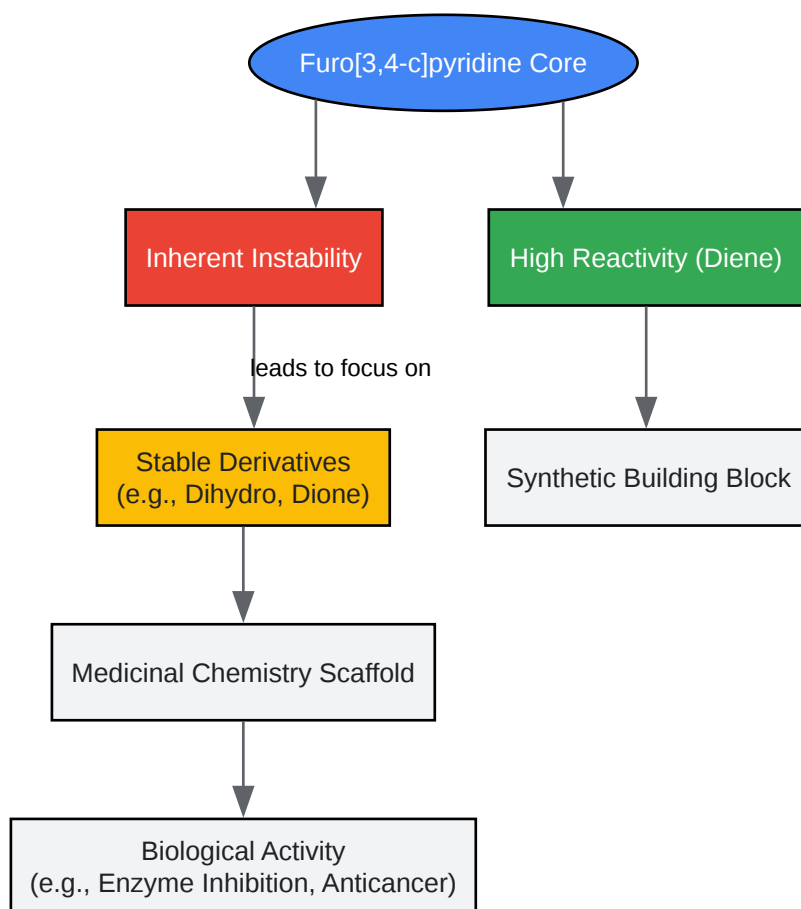 Furo[3,4-c]pyridine Core
Inherent Instability
High Reactivity (Diene)
leads to focus on
Stable Derivatives
(e.g., Dihydro, Dione)
Synthetic Building Block
Medicinal Chemistry Scaffold
Biological Activity
(e.g., Enzyme Inhibition, Anticancer)